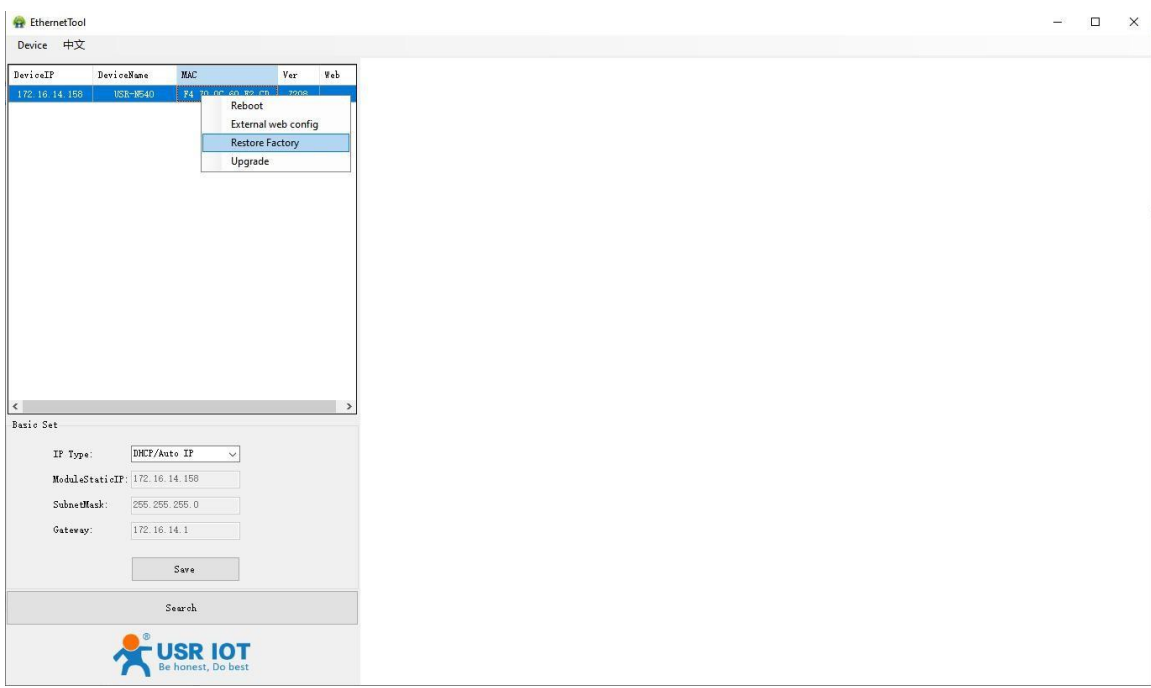 EthernetTool
Device 中文
DeviceIP DeviceName MAC Ver Web
172.16.14.158 USR-N540
Reboot
External web config
Restore Factory
Upgrade
Basic Set
IP Type: DHCP/Auto IP
ModuleStaticIP: 172.16.14.158
SubnetMask: 255.255.255.0
Gateway: 172.16.14.1
Save
Search
USR IOT®
Be honest, Do best